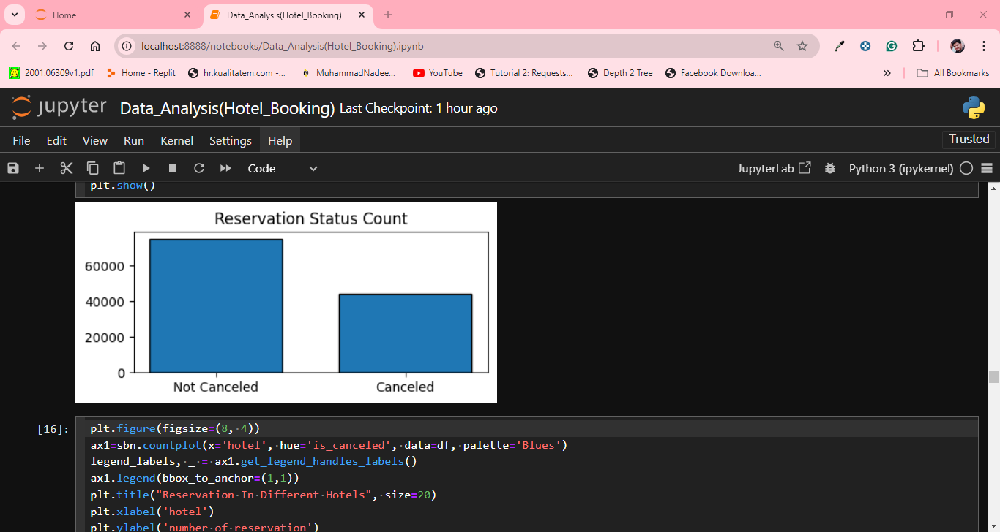 Home
Data_Analysis(Hotel_Booking)
localhost:8888/notebooks/Data_Analysis(Hotel_Booking).ipynb
2001.06309v1.pdf
Home - Replit
hr.kualitatem.com -...
MuhammadNadee...
YouTube
Tutorial 2: Requests...
Depth 2 Tree
Facebook Downloa...
All Bookmarks
jupyter Data_Analysis(Hotel_Booking) Last Checkpoint: 1 hour ago
File Edit View Run Kernel Settings Help Trusted
Code JupyterLab Python 3 (ipykernel)
plt.show()
Reservation Status Count
60000
40000
20000
0
Not Canceled Canceled
[16]:
plt.figure(figsize=(8, 4))
ax1=sbn.countplot(x='hotel', hue='is_canceled', data=df, palette='Blues')
legend_labels, _ = ax1.get_legend_handles_labels()
ax1.legend(bbox_to_anchor=(1,1))
plt.title("Reservation In Different Hotels", size=20)
plt.xlabel('hotel')
plt.ylabel('number of reservation')